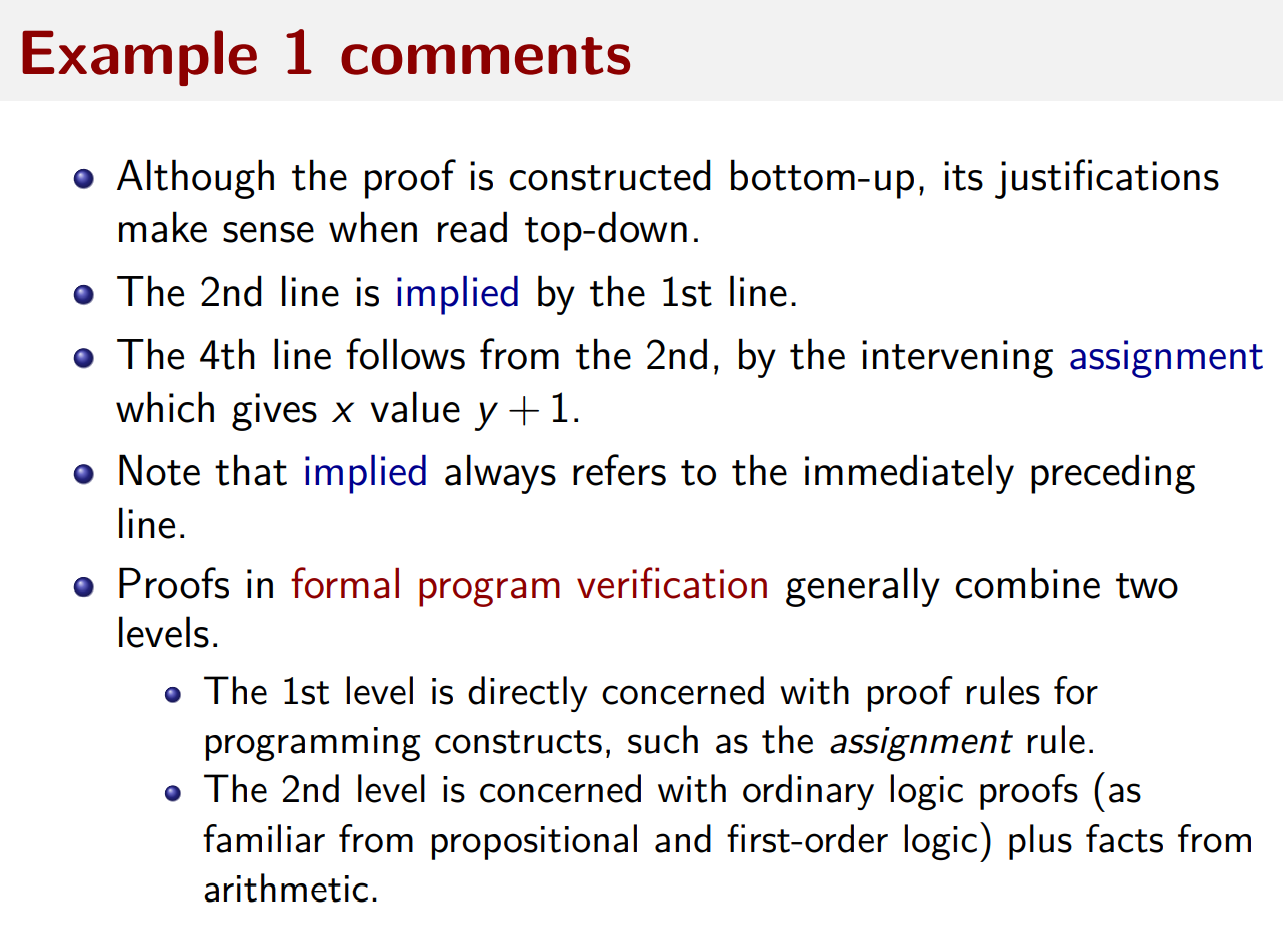 Example 1 comments
Although the proof is constructed bottom-up, its justifications
make sense when read top-down.
The 2nd line is implied by the 1st line.
The 4th line follows from the 2nd, by the intervening assignment
which gives x value y + 1.
Note that implied always refers to the immediately preceding
line.
Proofs in formal program verification generally combine two
levels.
The 1st level is directly concerned with proof rules for
programming constructs, such as the assignment rule.
The 2nd level is concerned with ordinary logic proofs (as
familiar from propositional and first-order logic) plus facts from
arithmetic.